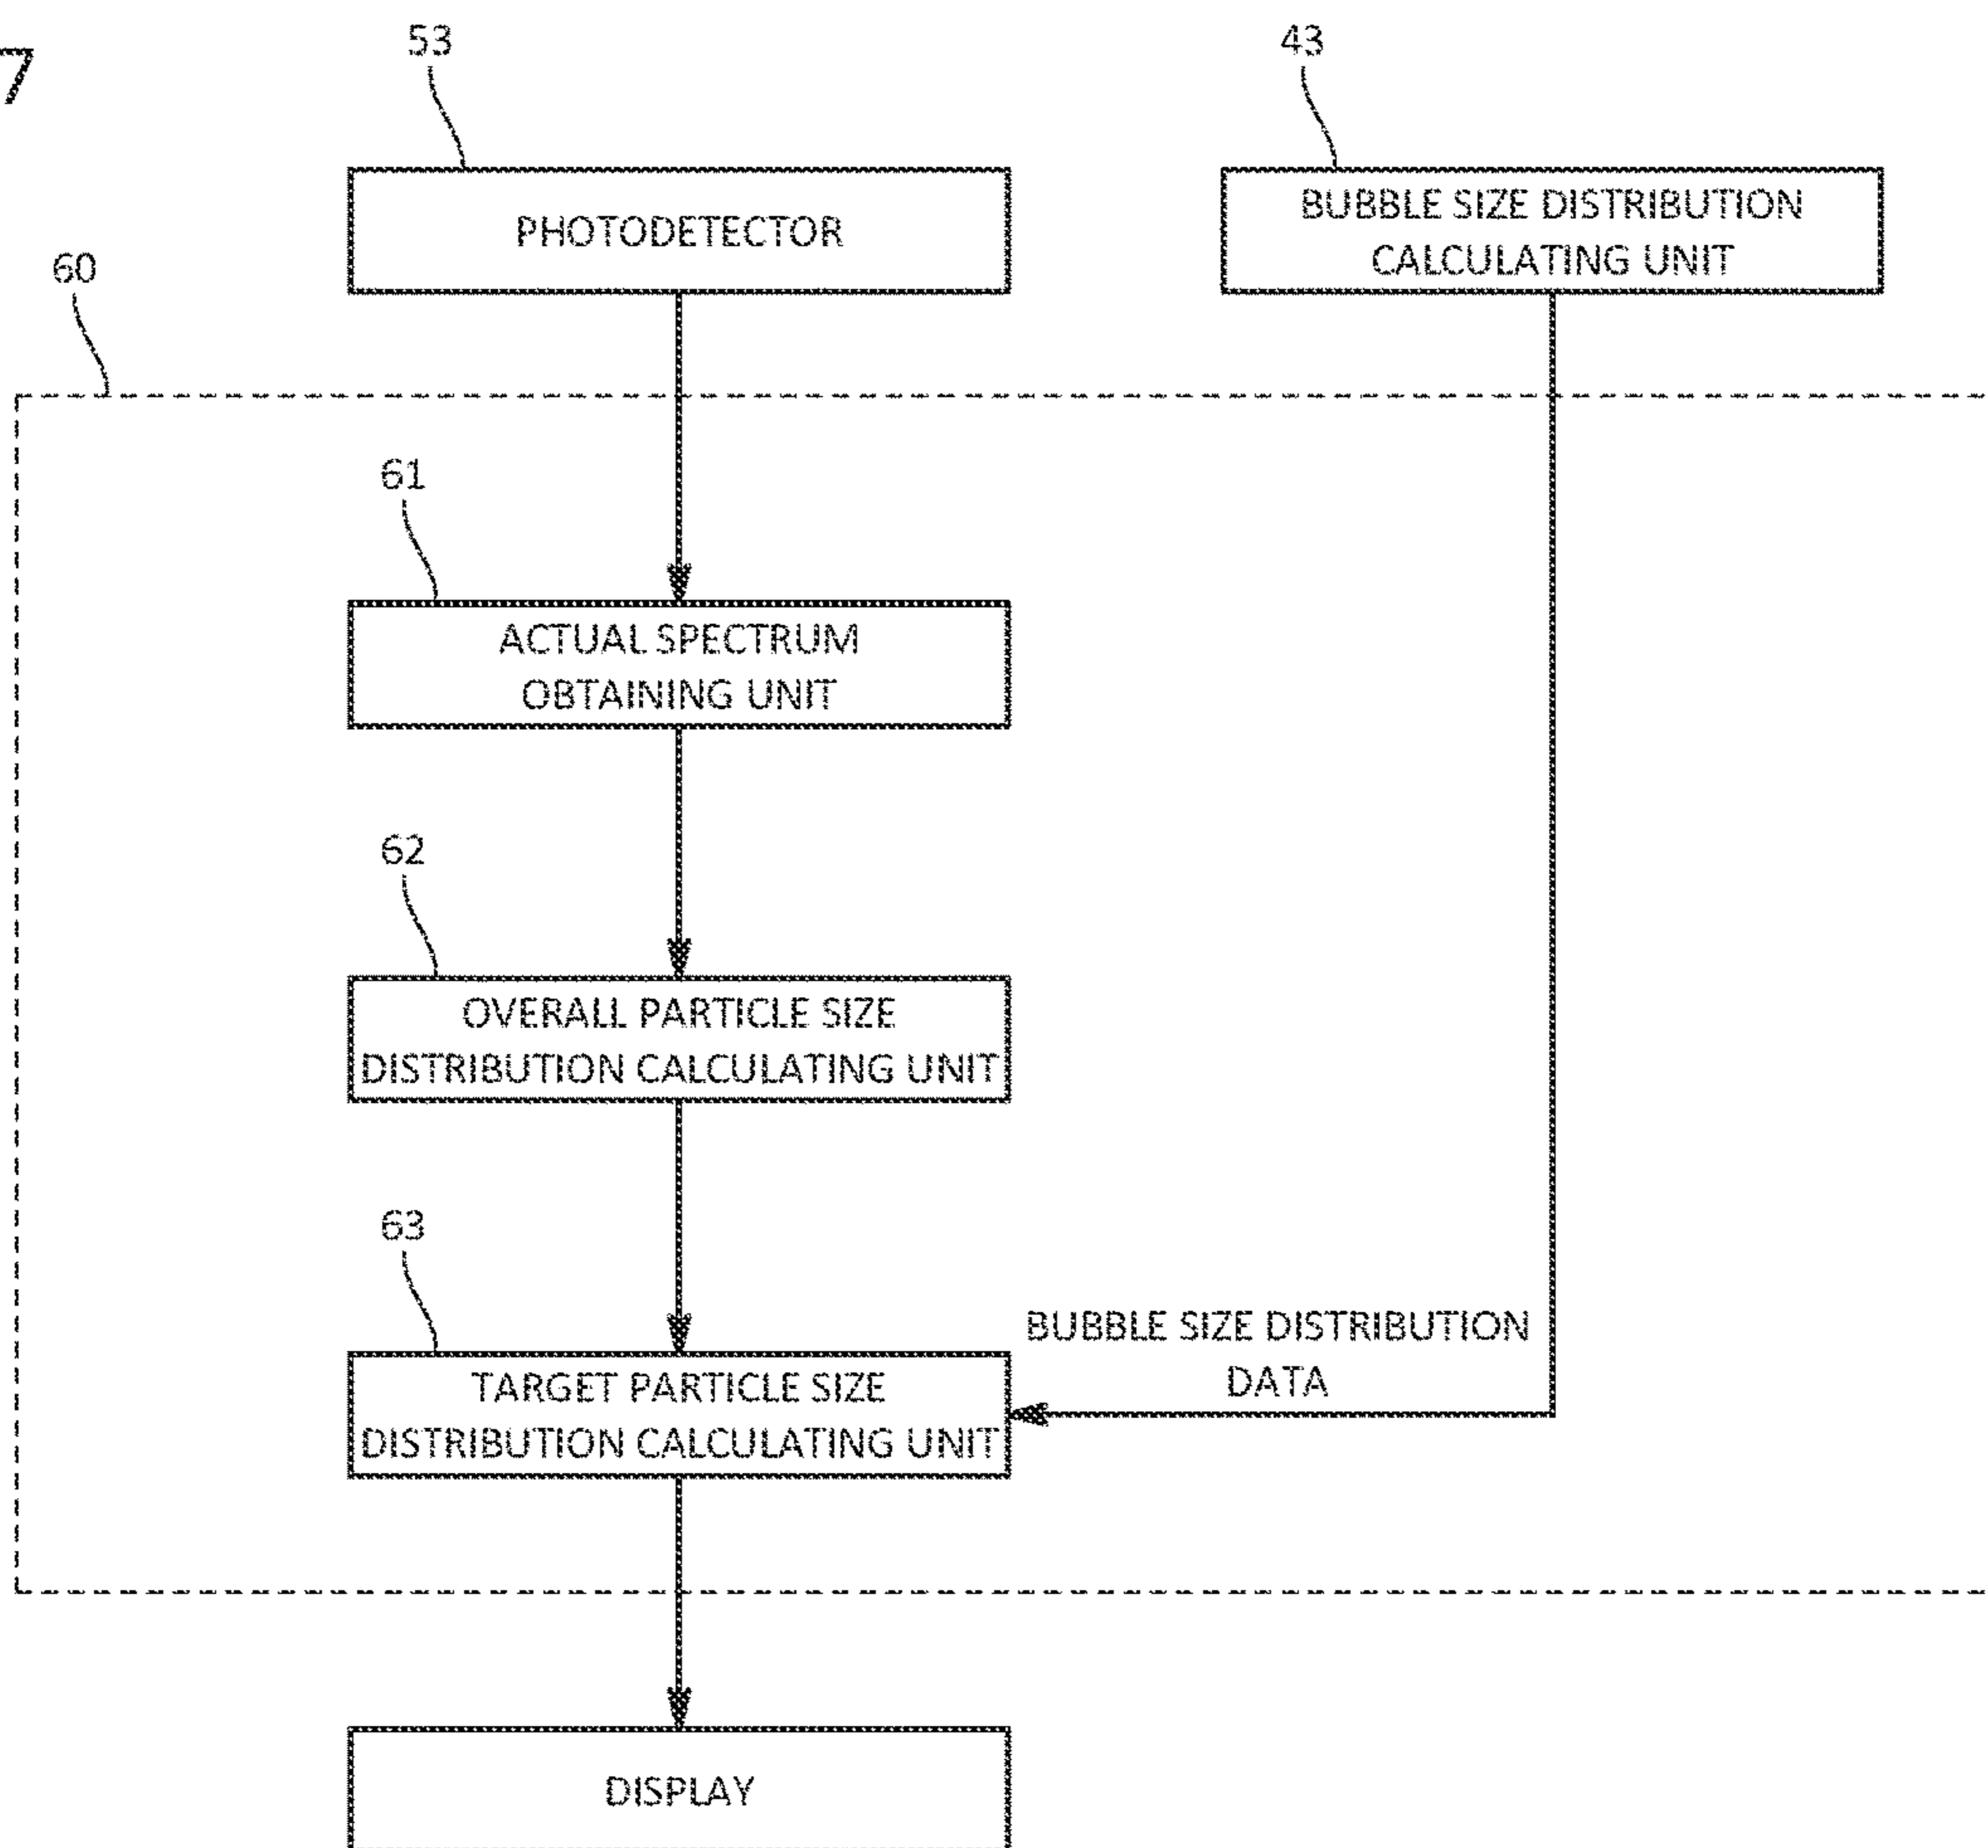 7
53
43
PHOTODETECTOR
BUBBLE SIZE DISTRIBUTION
CALCULATING UNIT
60
61
ACTUAL SPECTRUM
OBTAINING UNIT
62
OVERALL PARTICLE SIZE
DISTRIBUTION CALCULATING UNIT
63
BUBBLE SIZE DISTRIBUTION
DATA
TARGET PARTICLE SIZE
DISTRIBUTION CALCULATING UNIT
DISPLAY